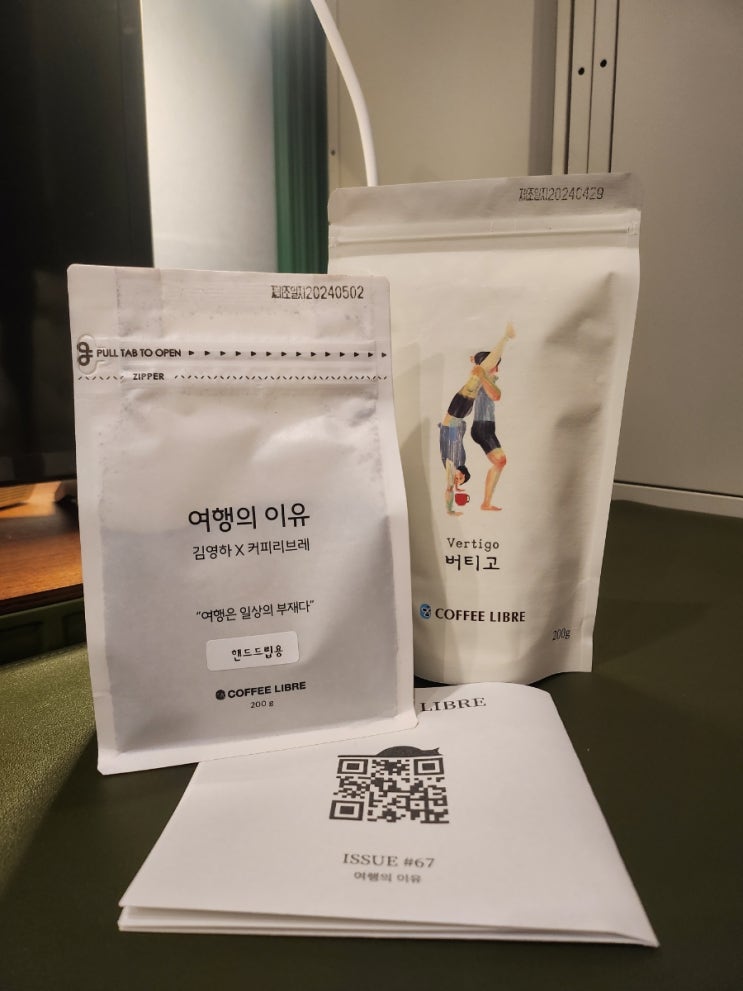 제조일자20240502
PULL TAB TO OPEN
ZIPPER
여행의 이유
김영하 X 커피리브레
“여행은 일상의 부재다”
핸드드립용
COFFEE LIBRE
200 g
제조일자20240429
Vertigo
버티고
COFFEE LIBRE
200g
LIBRE
ISSUE #67
여행의 이유